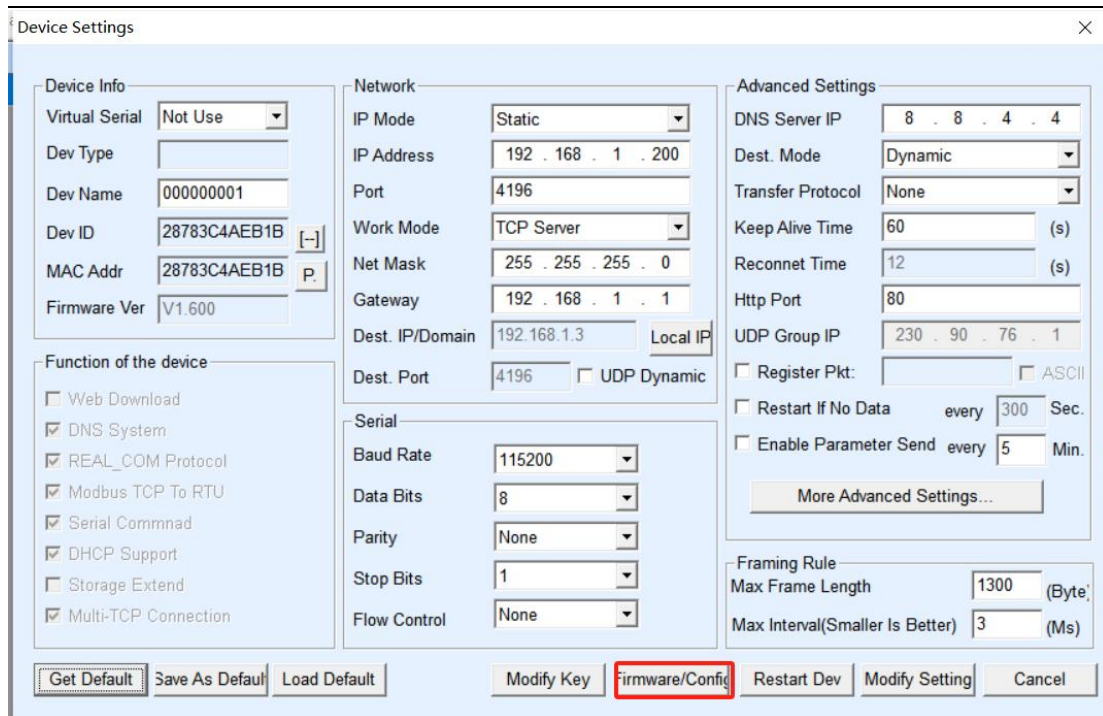 Device Settings
Device Info
Virtual Serial Not Use
Dev Type
Dev Name 000000001
Dev ID 28783C4AEB1B [--]
MAC Addr 28783C4AEB1B P.
Firmware Ver V1.600
Function of the device
Web Download
DNS System
REAL_COM Protocol
Modbus TCP To RTU
Serial Commnad
DHCP Support
Storage Extend
Multi-TCP Connection
Network
IP Mode Static
IP Address 192 . 168 . 1 . 200
Port 4196
Work Mode TCP Server
Net Mask 255 . 255 . 255 . 0
Gateway 192 . 168 . 1 . 1
Dest. IP/Domain 192.168.1.3 Local IP
Dest. Port 4196 UDP Dynamic
Serial
Baud Rate 115200
Data Bits 8
Parity None
Stop Bits 1
Flow Control None
Advanced Settings
DNS Server IP 8 . 8 . 4 . 4
Dest. Mode Dynamic
Transfer Protocol None
Keep Alive Time 60 (s)
Reconnet Time 12 (s)
Http Port 80
UDP Group IP 230 . 90 . 76 . 1
Register Pkt: ASCII
Restart If No Data every 300 Sec.
Enable Parameter Send every 5 Min.
More Advanced Settings...
Framing Rule
Max Frame Length 1300 (Byte)
Max Interval(Smaller Is Better) 3 (Ms)
Get Default Save As Defaul Load Default Modify Key Firmware/Config Restart Dev Modify Setting Cancel